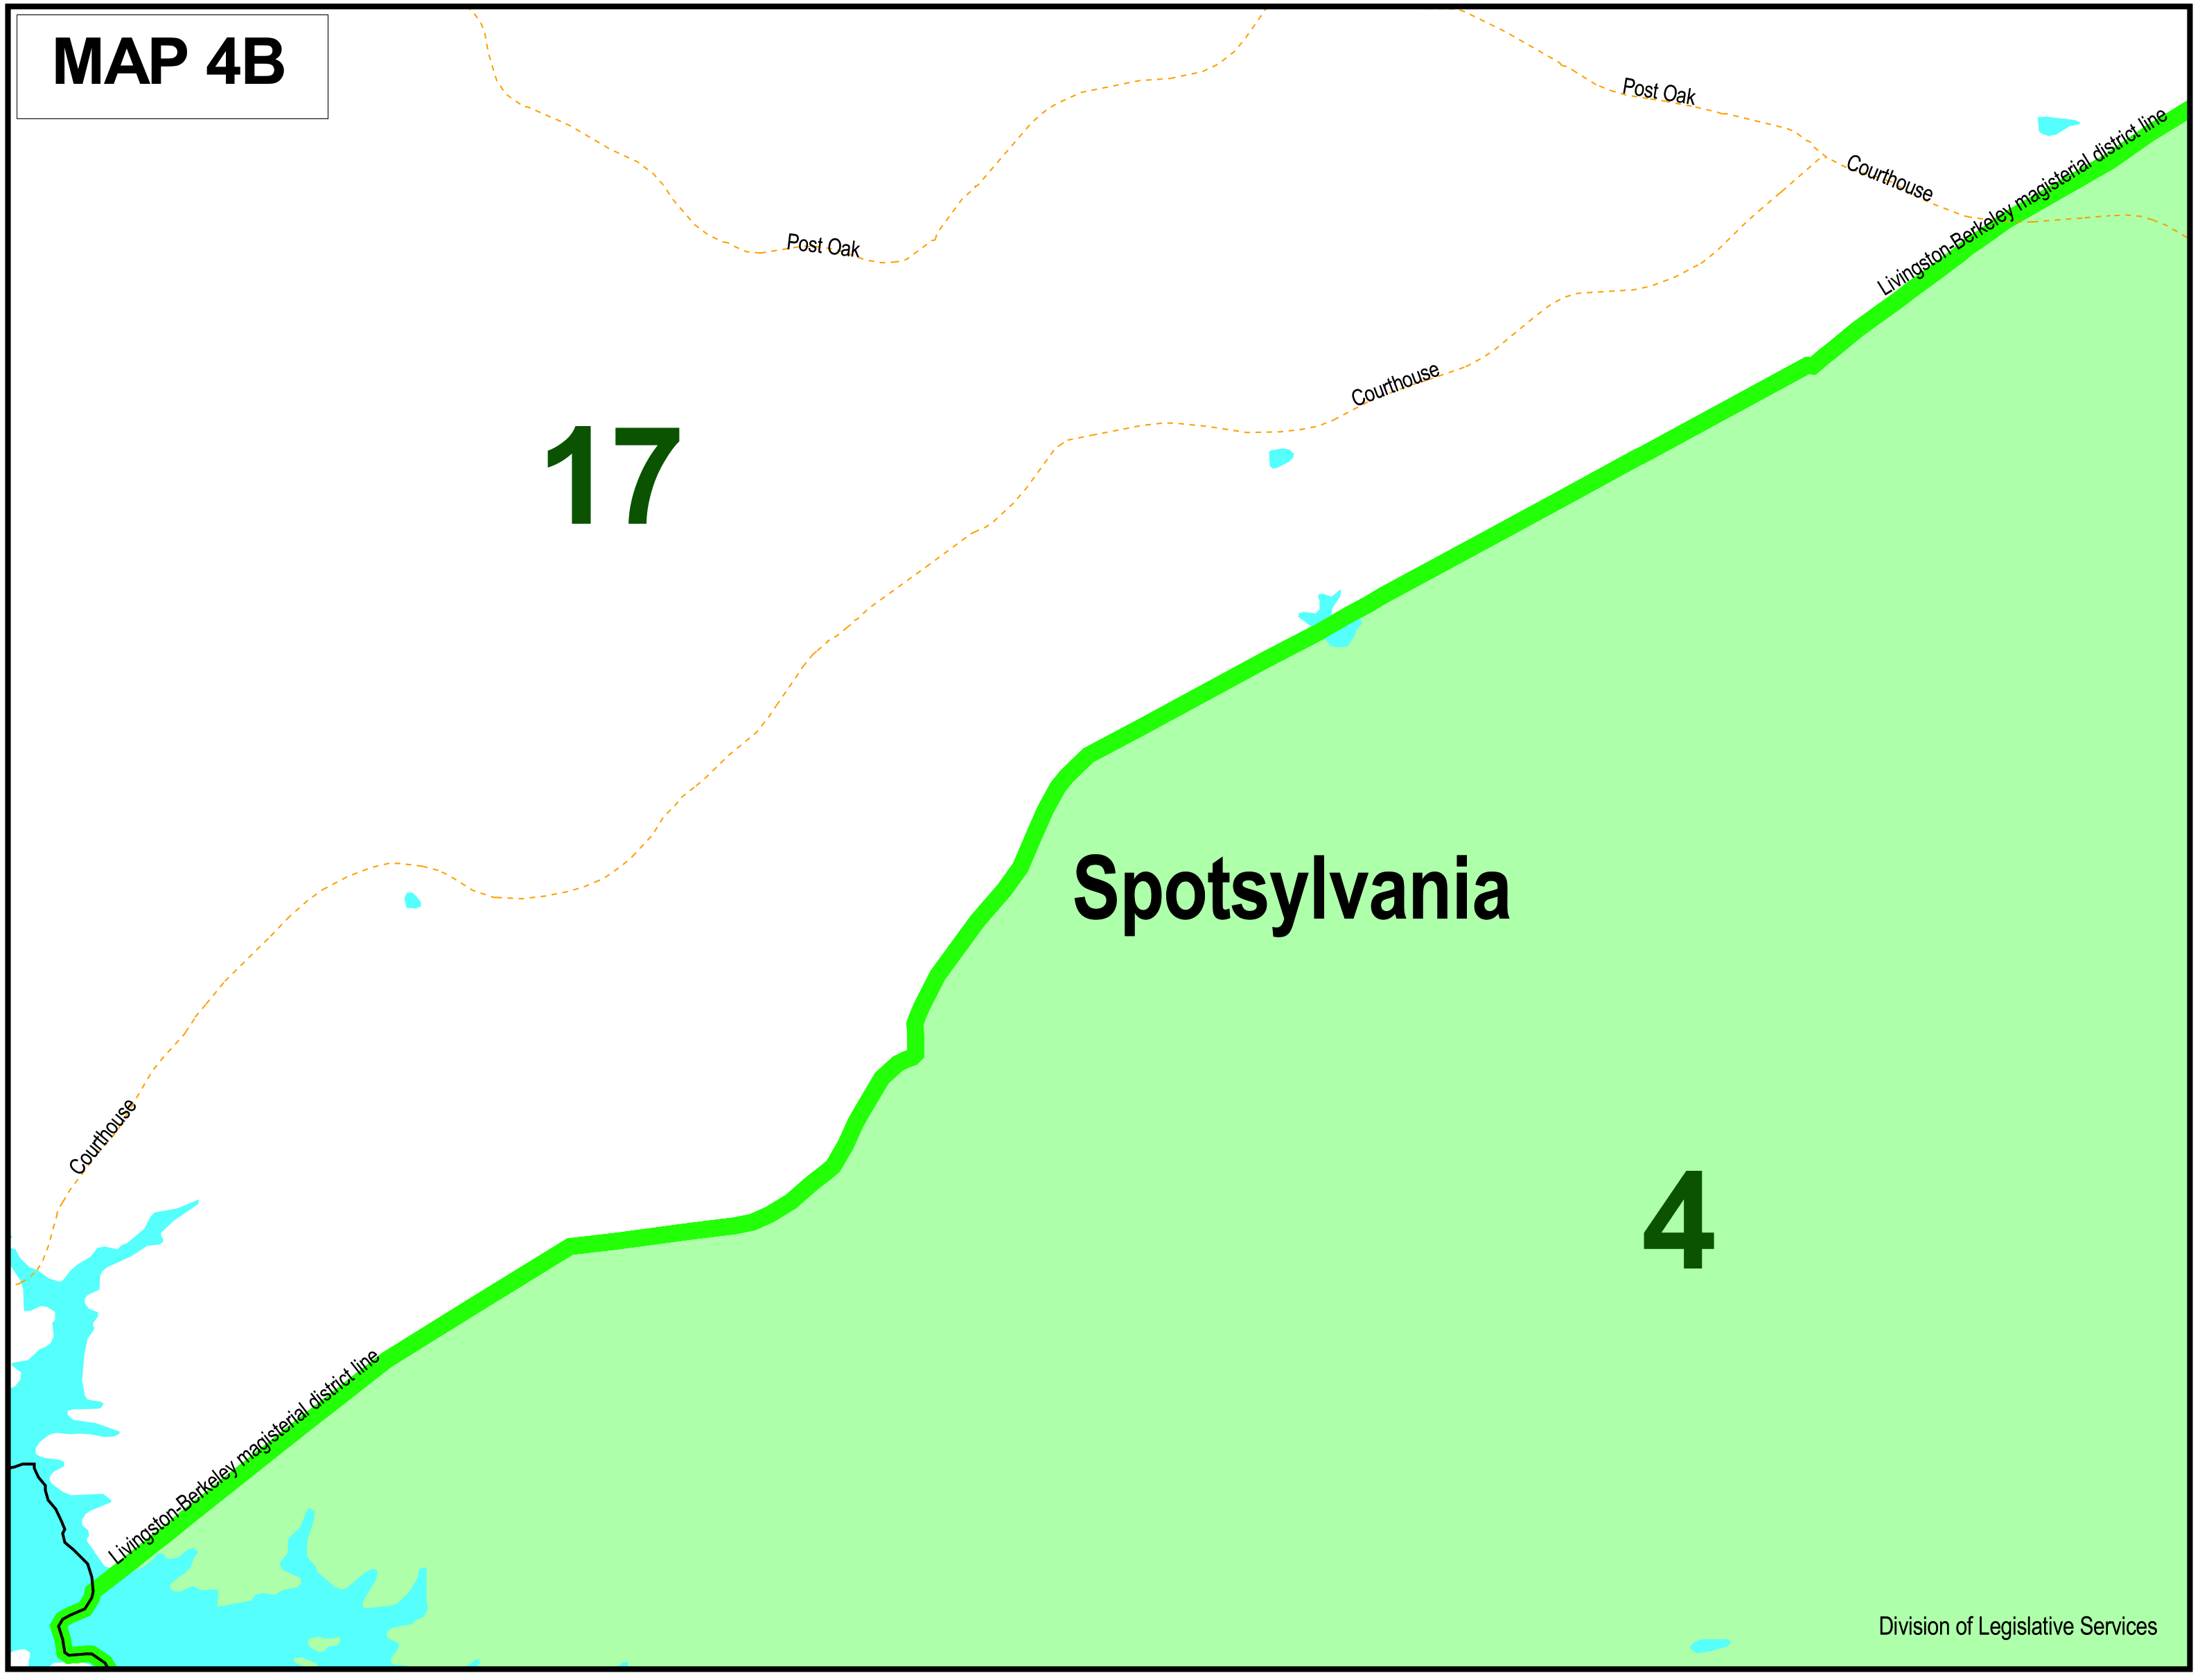 MAP 4B
Post Oak
Livingston-Berkeley magisterial district line
Courthouse
Post Oak
Courthouse
17
Spotsylvania
Courthouse
4
Livingston-Berkeley magisterial district line
Division of Legislative Services